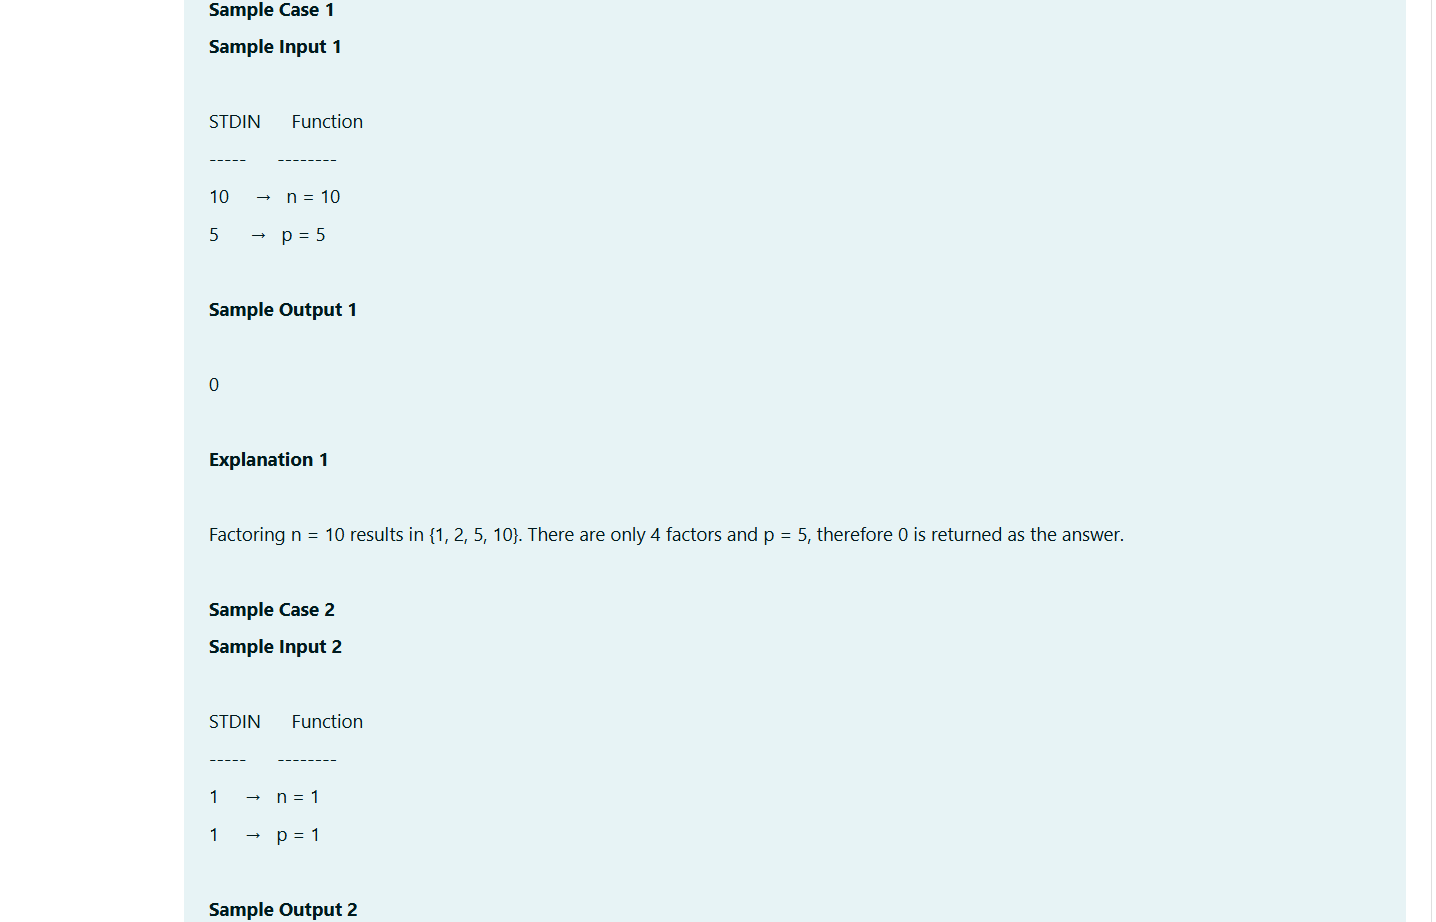 Sample Case 1
Sample Input 1
STDIN Function
----- --------
10 → n = 10
5 → p = 5
Sample Output 1
0
Explanation 1
Factoring n = 10 results in {1, 2, 5, 10}. There are only 4 factors and p = 5, therefore 0 is returned as the answer.
Sample Case 2
Sample Input 2
STDIN Function
----- --------
1 → n = 1
1 → p = 1
Sample Output 2